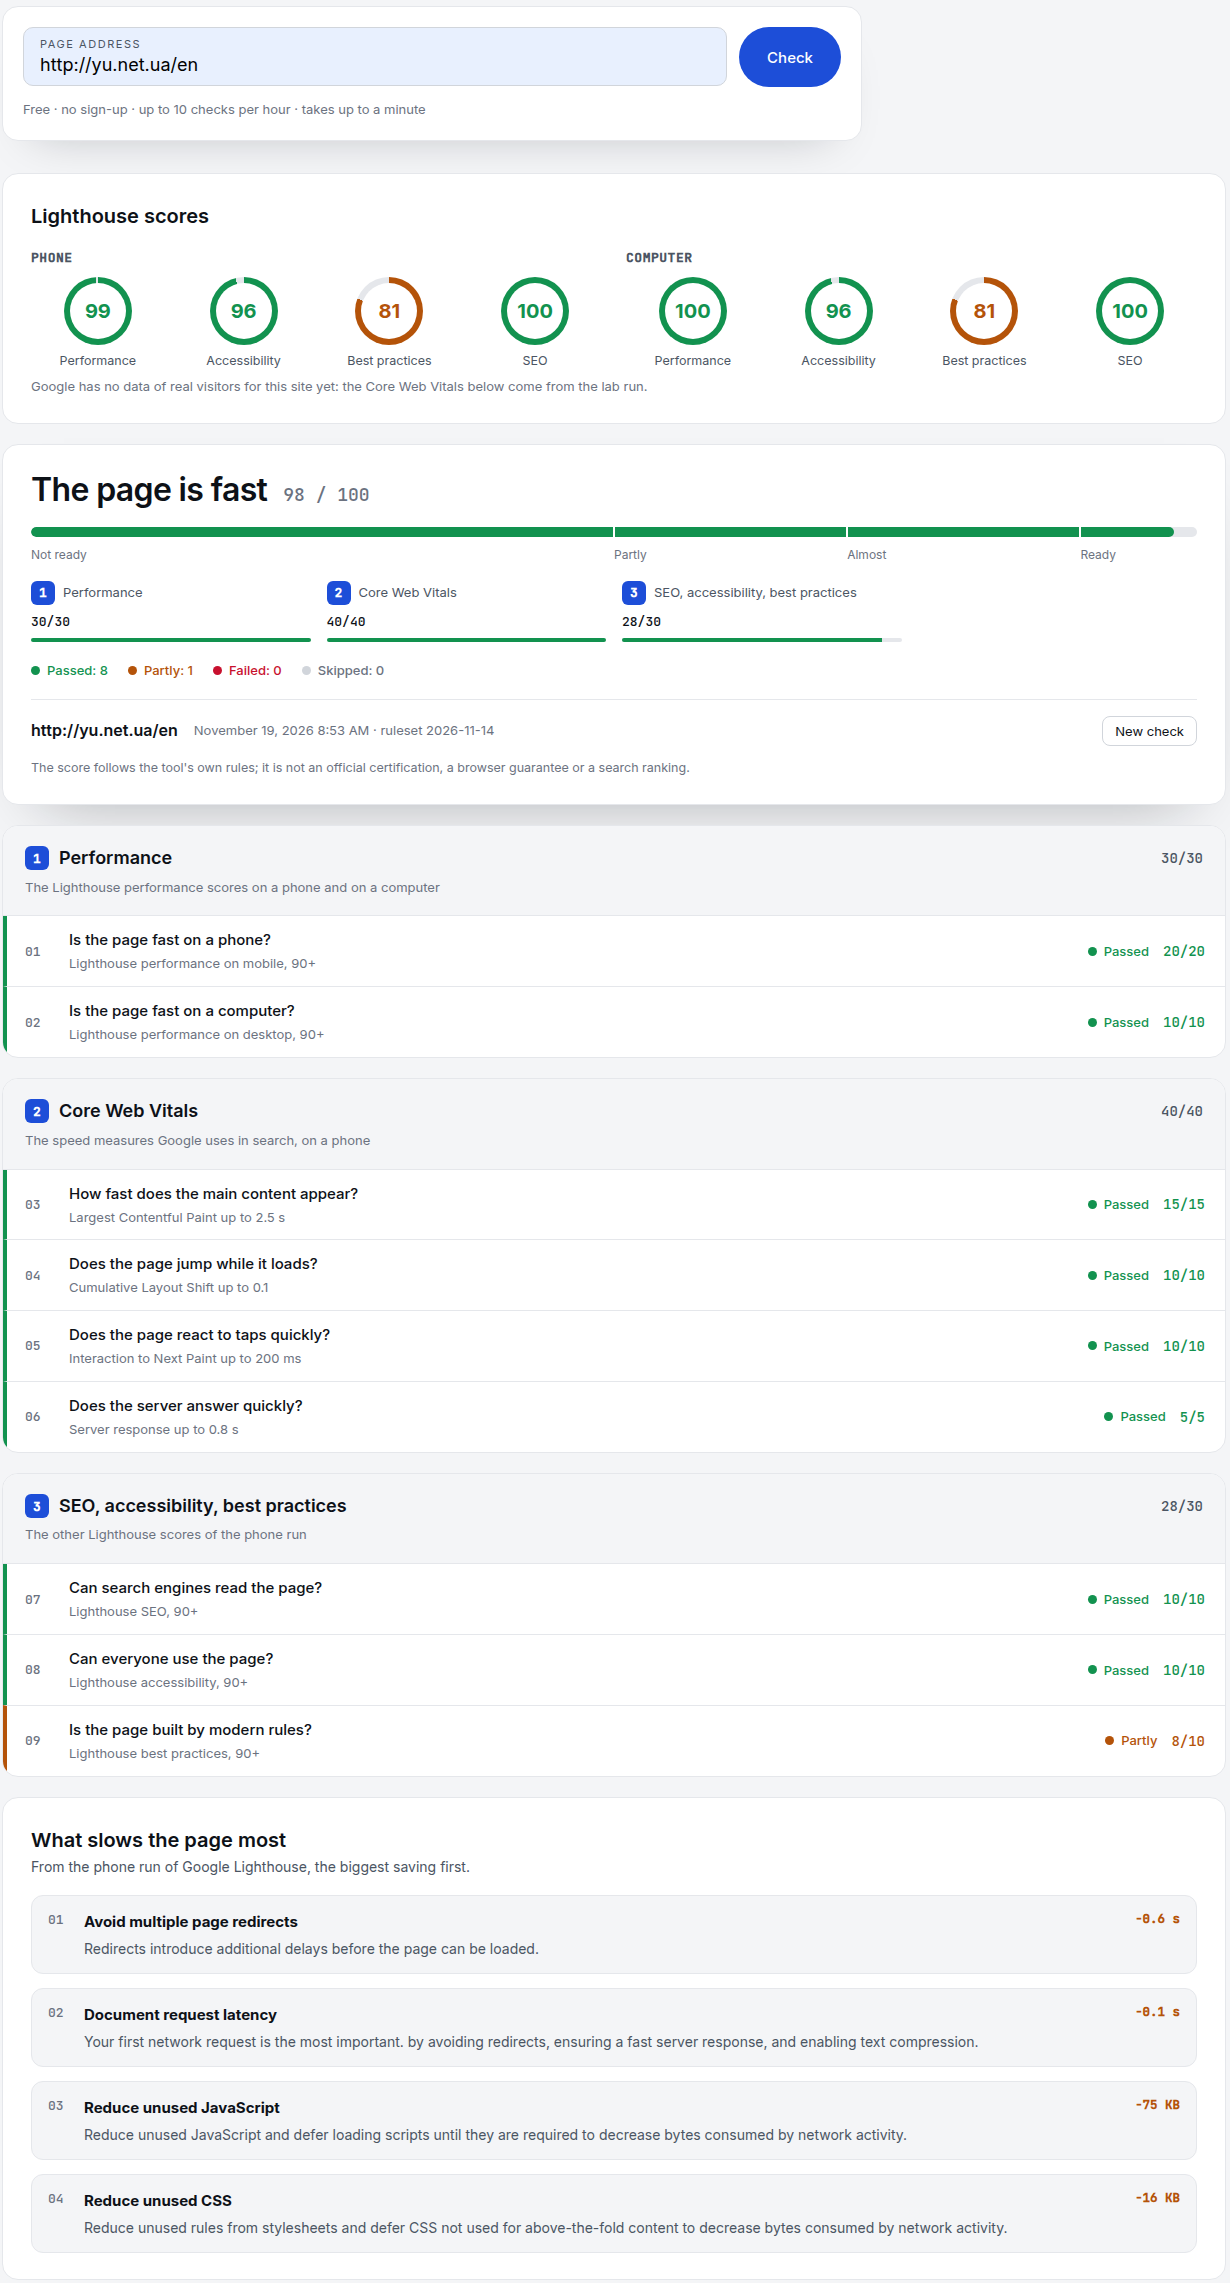 PAGE ADDRESS
http://yu.net.ua/en
Check
Free · no sign-up · up to 10 checks per hour · takes up to a minute
Lighthouse scores
PHONE
99
Performance
96
Accessibility
81
Best practices
100
SEO
COMPUTER
100
Performance
96
Accessibility
81
Best practices
100
SEO
Google has no data of real visitors for this site yet: the Core Web Vitals below come from the lab run.
The page is fast 98 / 100
Not ready Partly Almost Ready
1 Performance
30/30
2 Core Web Vitals
40/40
3 SEO, accessibility, best practices
28/30
Passed: 8 Partly: 1 Failed: 0 Skipped: 0
http://yu.net.ua/en November 19, 2026 8:53 AM · ruleset 2026-11-14 New check
The score follows the tool's own rules; it is not an official certification, a browser guarantee or a search ranking.
1 Performance 30/30
The Lighthouse performance scores on a phone and on a computer
01 Is the page fast on a phone? Passed 20/20
Lighthouse performance on mobile, 90+
02 Is the page fast on a computer? Passed 10/10
Lighthouse performance on desktop, 90+
2 Core Web Vitals 40/40
The speed measures Google uses in search, on a phone
03 How fast does the main content appear? Passed 15/15
Largest Contentful Paint up to 2.5 s
04 Does the page jump while it loads? Passed 10/10
Cumulative Layout Shift up to 0.1
05 Does the page react to taps quickly? Passed 10/10
Interaction to Next Paint up to 200 ms
06 Does the server answer quickly? Passed 5/5
Server response up to 0.8 s
3 SEO, accessibility, best practices 28/30
The other Lighthouse scores of the phone run
07 Can search engines read the page? Passed 10/10
Lighthouse SEO, 90+
08 Can everyone use the page? Passed 10/10
Lighthouse accessibility, 90+
09 Is the page built by modern rules? Partly 8/10
Lighthouse best practices, 90+
What slows the page most
From the phone run of Google Lighthouse, the biggest saving first.
01 Avoid multiple page redirects -0.6 s
Redirects introduce additional delays before the page can be loaded.
02 Document request latency -0.1 s
Your first network request is the most important. by avoiding redirects, ensuring a fast server response, and enabling text compression.
03 Reduce unused JavaScript -75 KB
Reduce unused JavaScript and defer loading scripts until they are required to decrease bytes consumed by network activity.
04 Reduce unused CSS -16 KB
Reduce unused rules from stylesheets and defer CSS not used for above-the-fold content to decrease bytes consumed by network activity.